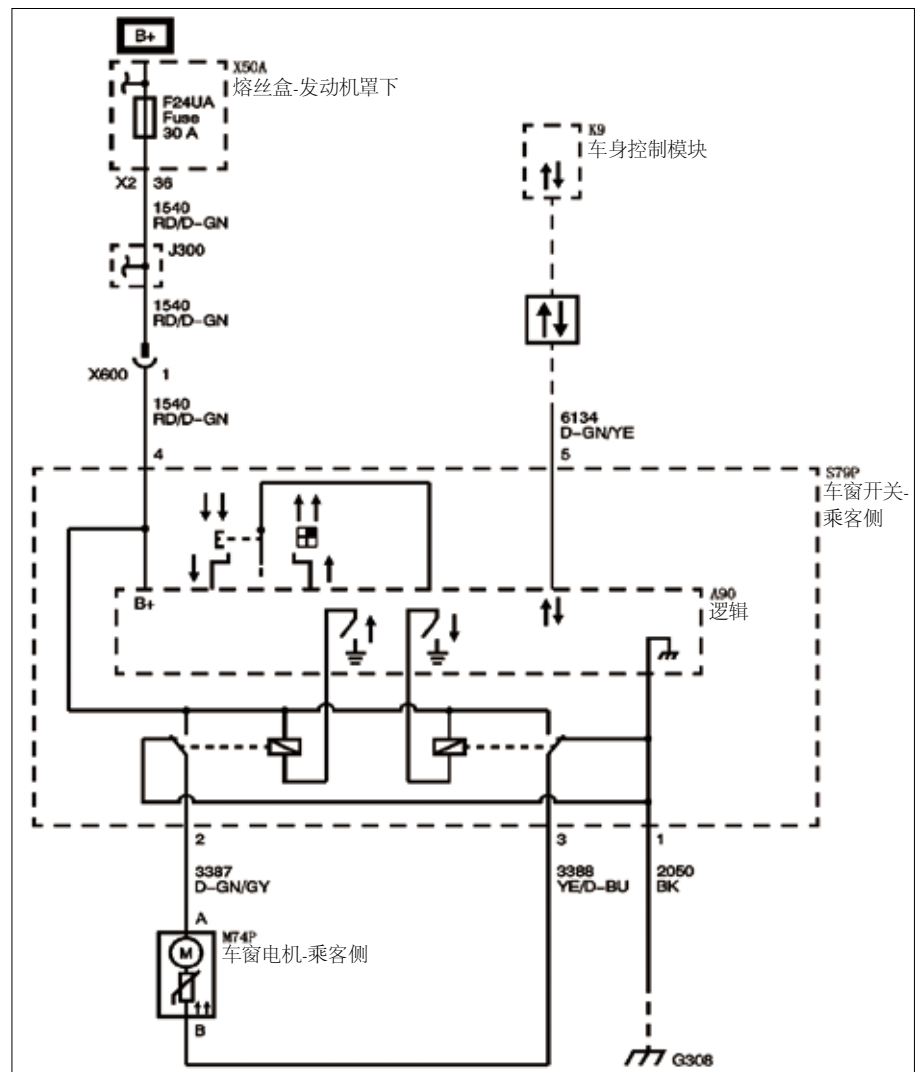 B+
X50A
熔丝盒-发动机罩下
F24UA
Fuse
30 A
X2 36
1540
RD/D-GN
J300
1540
RD/D-GN
X600 1
1540
RD/D-GN
4
K9
车身控制模块
6134
D-GN/YE
5
S79P
车窗开关-
乘客侧
B+
A90
逻辑
2
3
1
3387
D-GN/GY
3388
YE/D-BU
2050
BK
A
M74P
车窗电机-乘客侧
M
B
G308